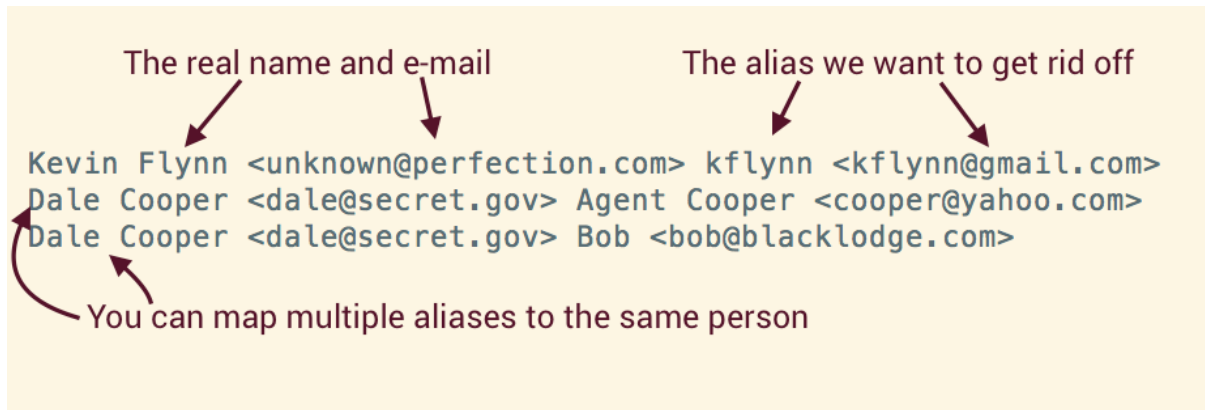 The real name and e-mail
The alias we want to get rid off
Kevin Flynn <unknown@perfection.com> kflynn <kflynn@gmail.com>
Dale Cooper <dale@secret.gov> Agent Cooper <cooper@yahoo.com>
Dale Cooper <dale@secret.gov> Bob <bob@blacklodge.com>
You can map multiple aliases to the same person